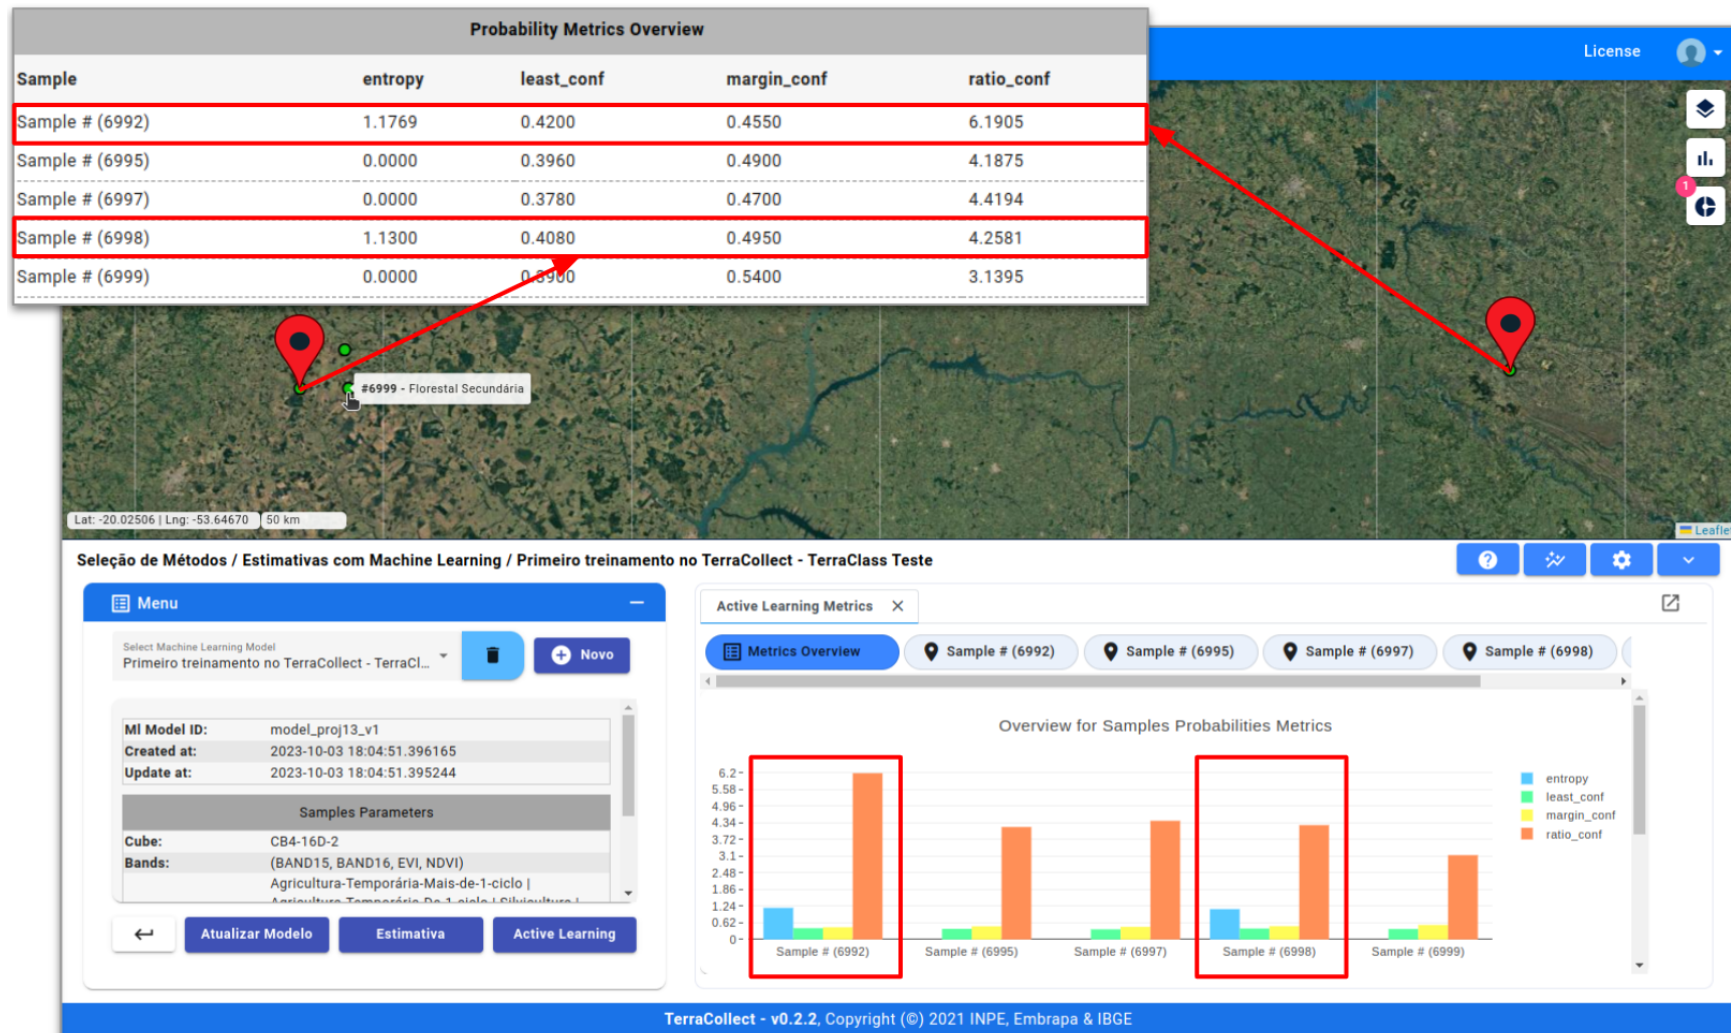 Probability Metrics Overview
Sample entropy least_conf margin_conf ratio_conf
Sample # (6992) 1.1769 0.4200 0.4550 6.1905
Sample # (6995) 0.0000 0.3960 0.4900 4.1875
Sample # (6997) 0.0000 0.3780 0.4700 4.4194
Sample # (6998) 1.1300 0.4080 0.4950 4.2581
Sample # (6999) 0.0000 0.3900 0.5400 3.1395
License
1
#6999 - Florestal Secundária
Lat: -20.02506 | Lng: -53.64670 50 km
Leaflet
Seleção de Métodos / Estimativas com Machine Learning / Primeiro treinamento no TerraCollect - TerraClass Teste
Menu
Select Machine Learning Model
Primeiro treinamento no TerraCollect - TerraCl...
Novo
Ml Model ID: model_proj13_v1
Created at: 2023-10-03 18:04:51.396165
Update at: 2023-10-03 18:04:51.395244
Samples Parameters
Cube: CB4-16D-2
Bands: (BAND15, BAND16, EVI, NDVI)
Agricultura-Temporária-Mais-de-1-ciclo |
Agricultura-Temporária-De-1-ciclo | Silvicultura |
Atualizar Modelo
Estimativa
Active Learning
Active Learning Metrics
Metrics Overview
Sample # (6992)
Sample # (6995)
Sample # (6997)
Sample # (6998)
Overview for Samples Probabilities Metrics
6.2
5.58
4.96
4.34
3.72
3.1
2.48
1.86
1.24
0.62
0
Sample # (6992)
Sample # (6995)
Sample # (6997)
Sample # (6998)
Sample # (6999)
entropy
least_conf
margin_conf
ratio_conf
TerraCollect - v0.2.2, Copyright (©) 2021 INPE, Embrapa & IBGE